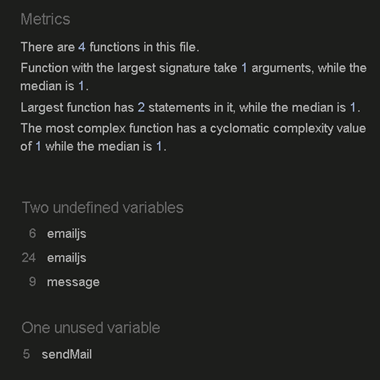 Metrics
There are 4 functions in this file.
Function with the largest signature take 1 arguments, while the
median is 1.
Largest function has 2 statements in it, while the median is 1.
The most complex function has a cyclomatic complexity value
of 1 while the median is 1.
Two undefined variables
6 emailjs
24 emailjs
9 message
One unused variable
5 sendMail